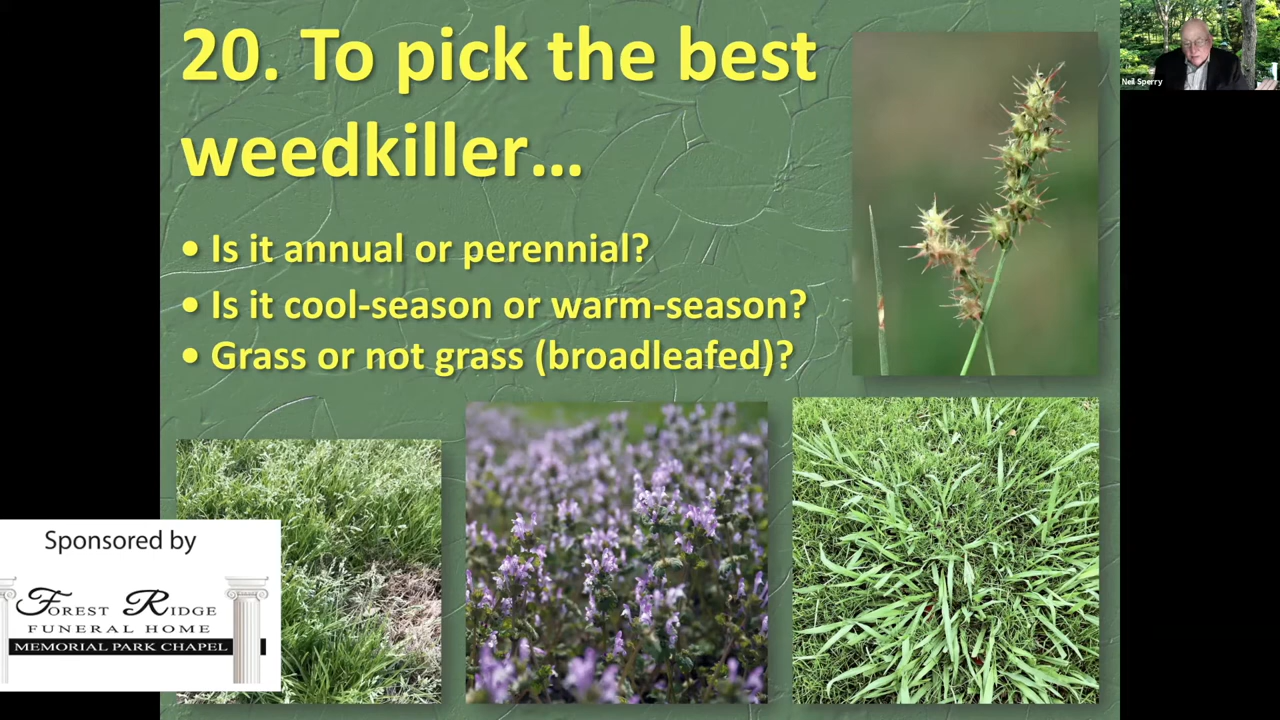 20. To pick the best
weedkiller...
• Is it annual or perennial?
• Is it cool-season or warm-season?
• Grass or not grass (broadleafed)?
Neil Sperry
Sponsored by
Forest Ridge
FUNERAL HOME
MEMORIAL PARK CHAPEL